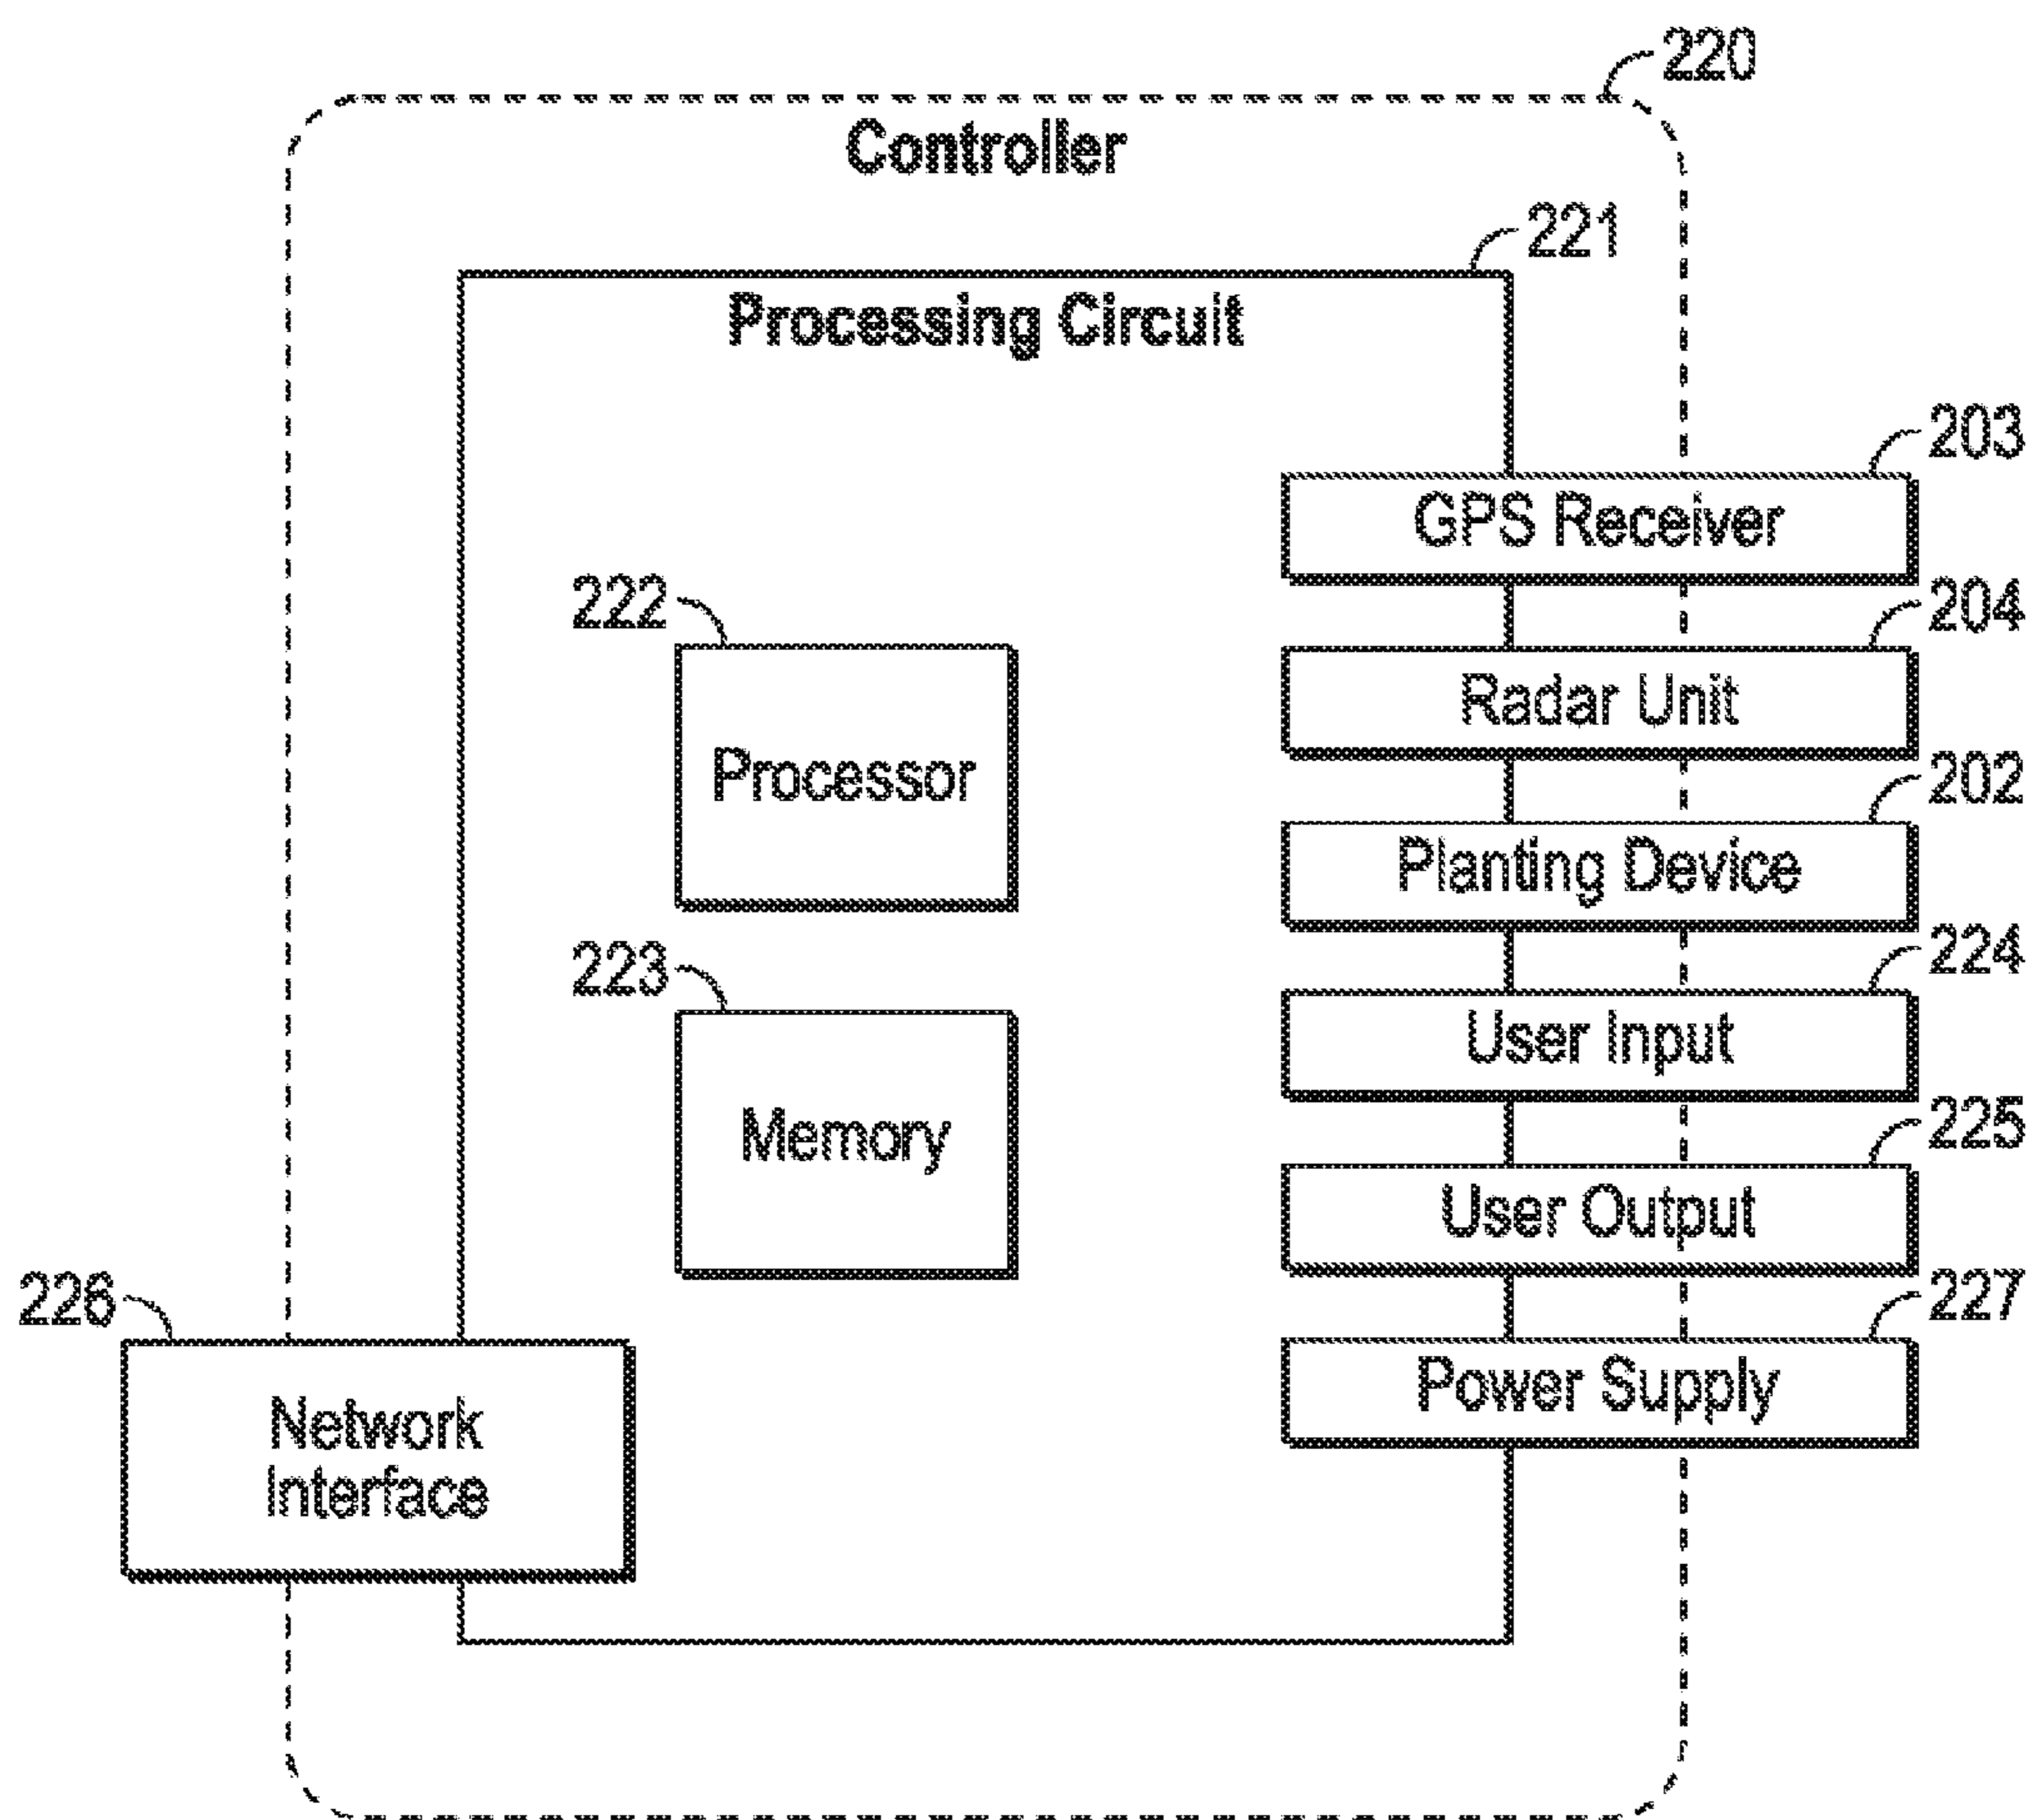 220
Controller
221
Processing Circuit
203
GPS Receiver
222
204
Radar Unit
Processor
202
Planting Device
223
224
User Input
Memory
225
User Output
226
227
Power Supply
Network
Interface